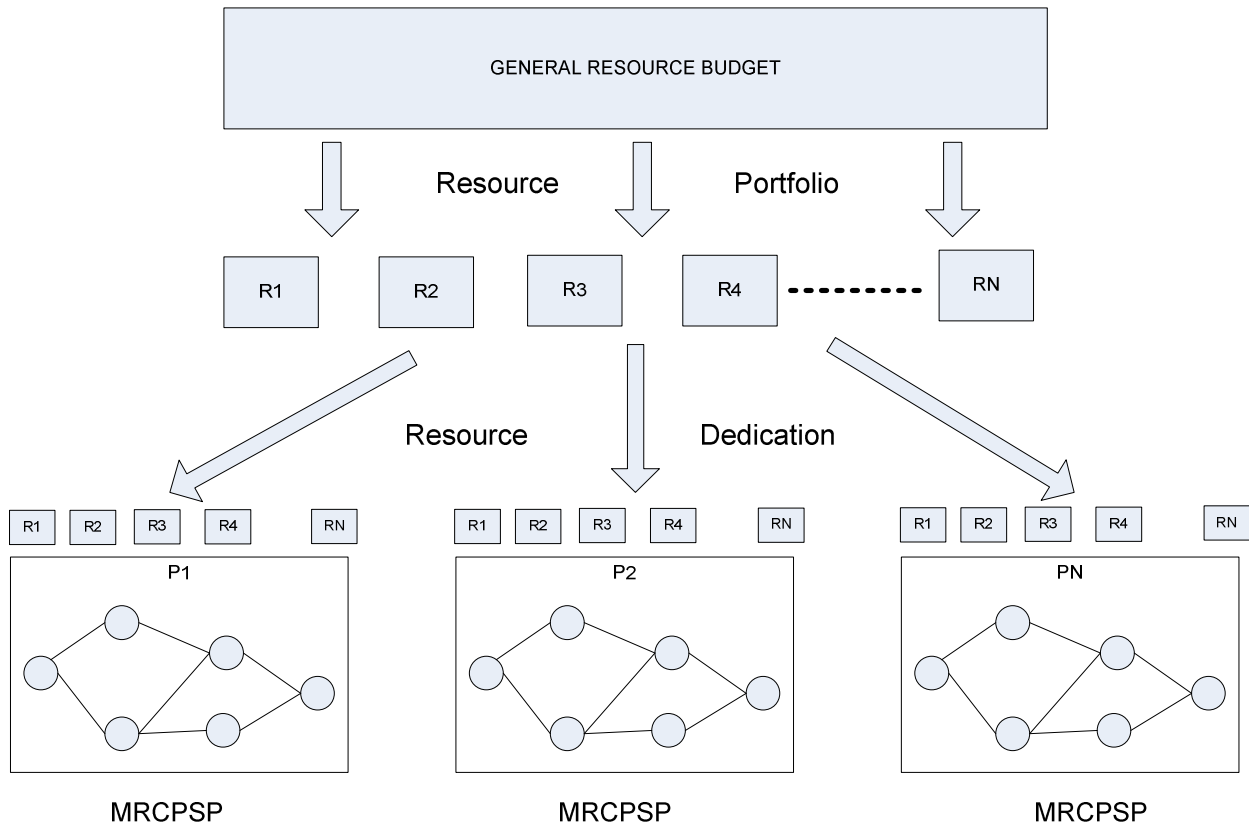 GENERAL RESOURCE BUDGET
Resource Portfolio
R1 R2 R3 R4 RN
Resource Dedication
R1 R2 R3 R4 RN R1 R2 R3 R4 RN R1 R2 R3 R4 RN
P1 P2 PN
MRCPSP MRCPSP MRCPSP